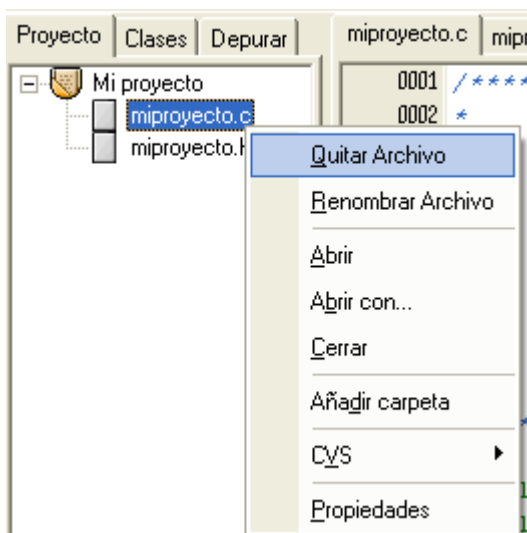 Proyecto Clases Depurar miproyecto.c
Mi proyecto 0001 /****
miproyecto.c 0002 *
miproyecto.h
Quitar Archivo
Renombrar Archivo
Abrir
Abrir con...
Cerrar
Añadir carpeta
CVS
Propiedades